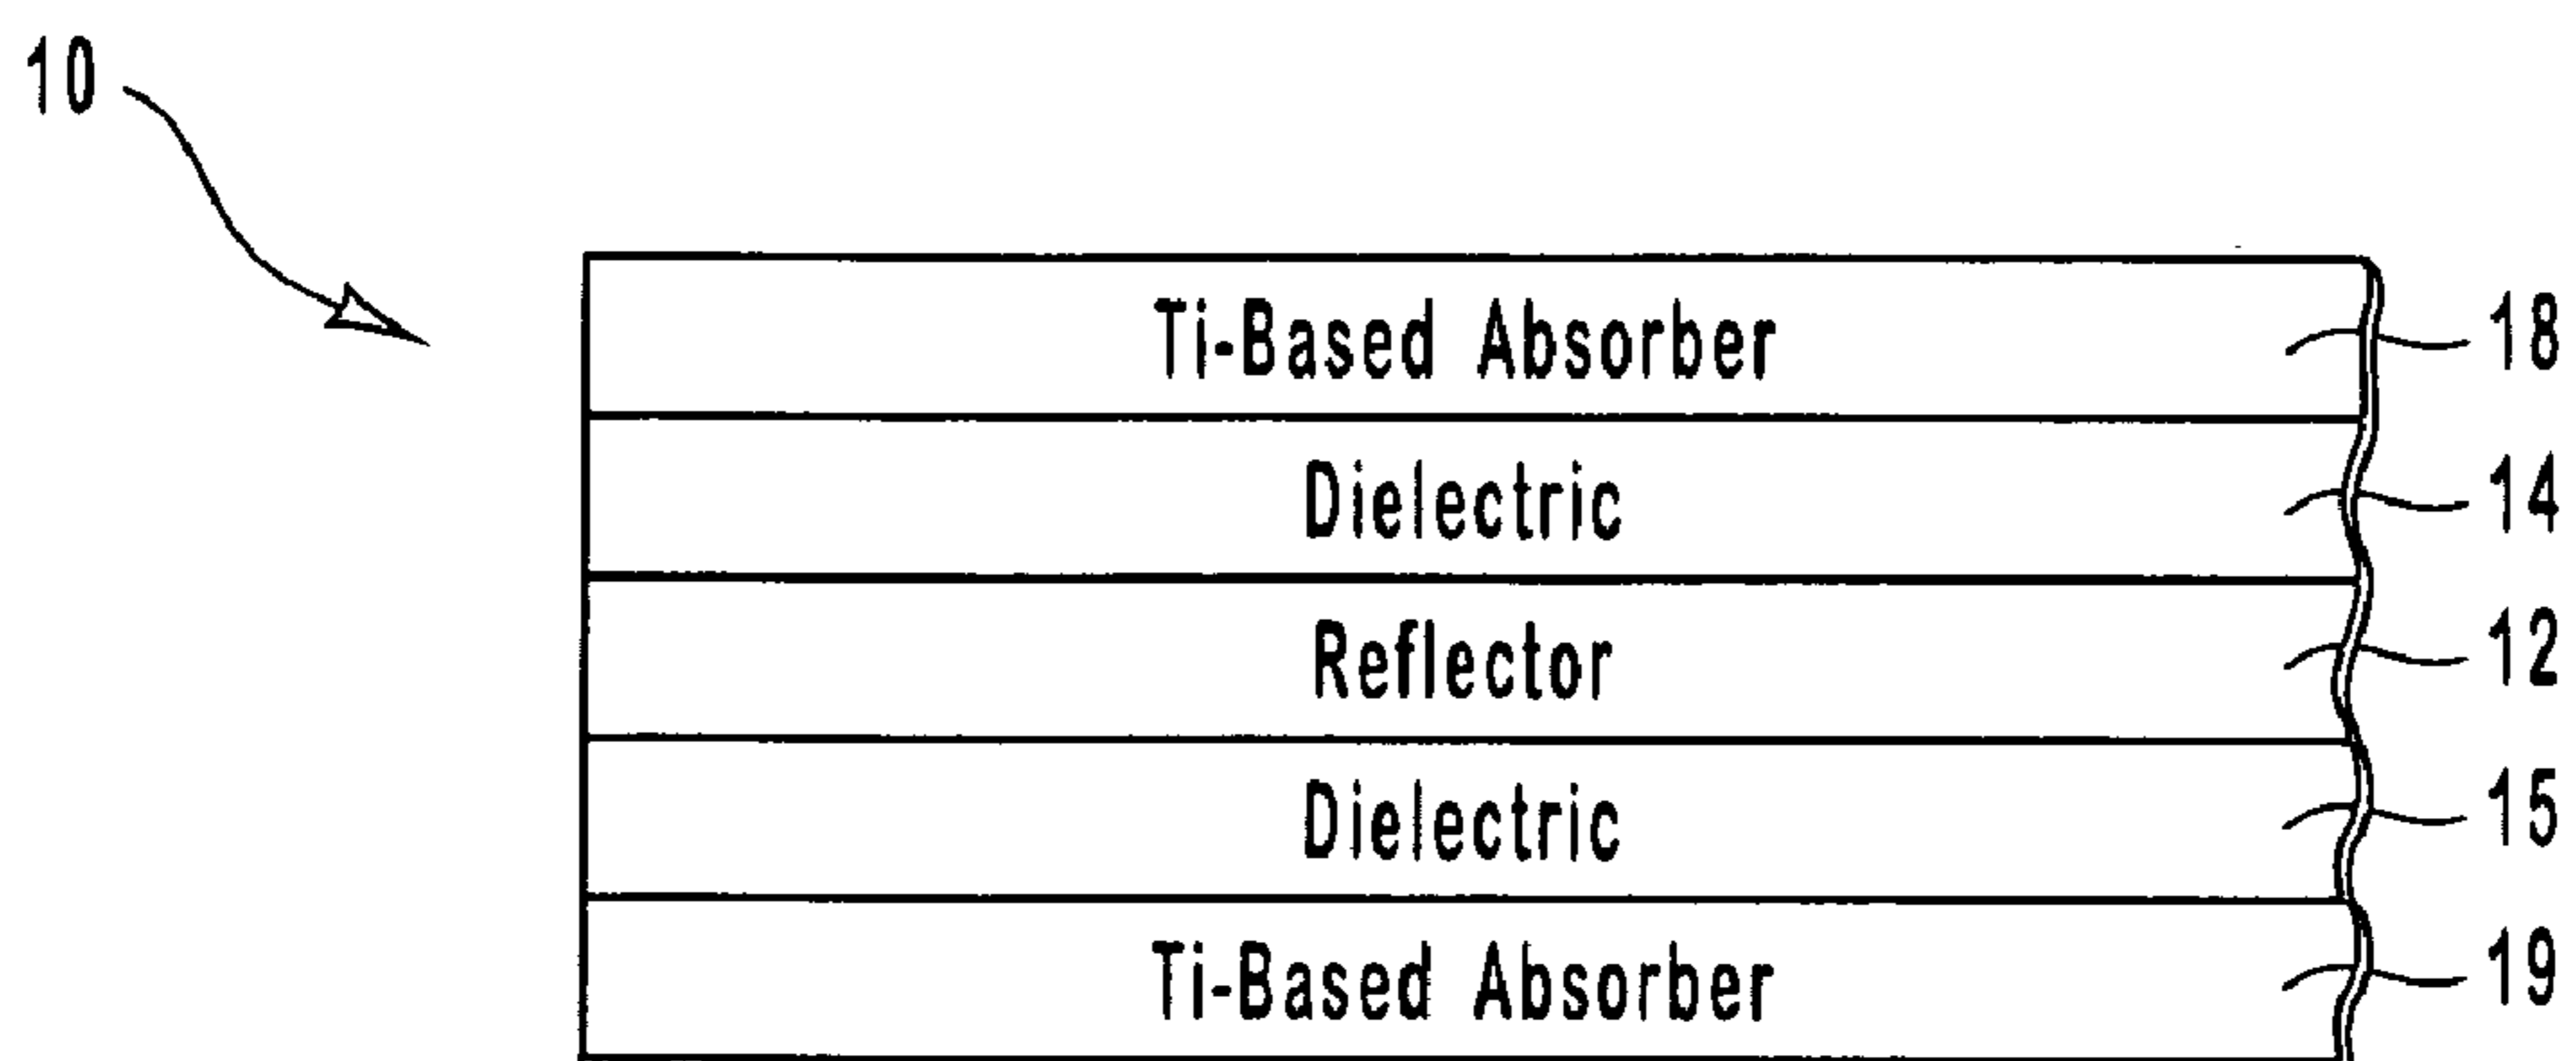 10
Ti-Based Absorber 18
Dielectric 14
Reflector 12
Dielectric 15
Ti-Based Absorber 19